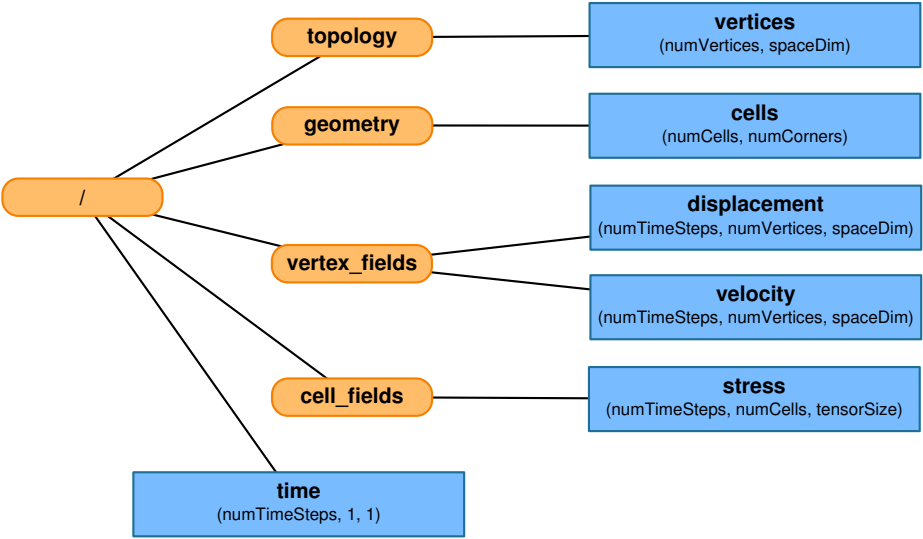 topology
vertices
(numVertices, spaceDim)
geometry
cells
(numCells, numCorners)
/
displacement
(numTimeSteps, numVertices, spaceDim)
vertex_fields
velocity
(numTimeSteps, numVertices, spaceDim)
cell_fields
stress
(numTimeSteps, numCells, tensorSize)
time
(numTimeSteps, 1, 1)